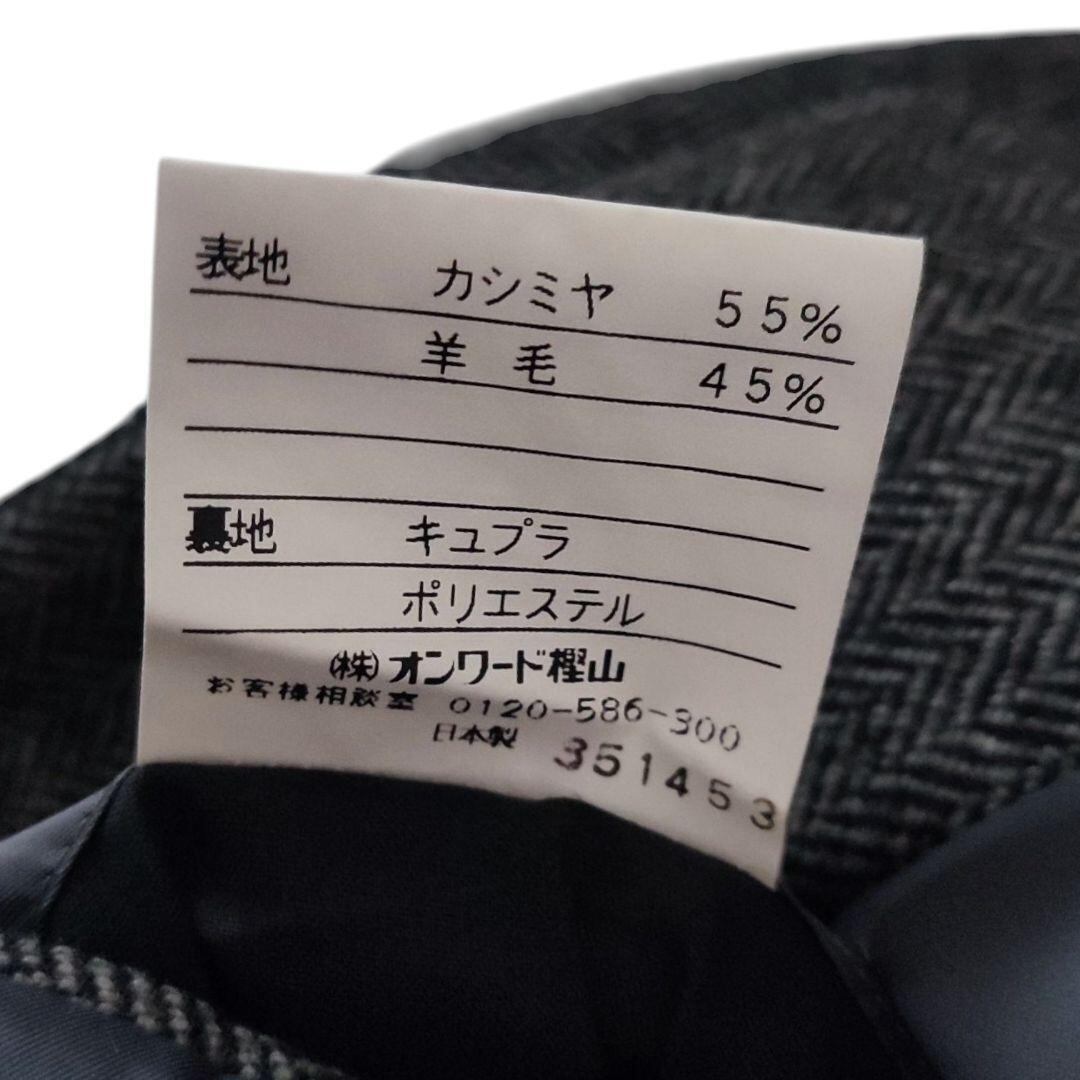 表地 カシミヤ 55%
羊毛 45%
裏地 キュプラ
ポリエステル
(株)オンワード樫山
お客様相談室 0120-586-300
日本製 351453